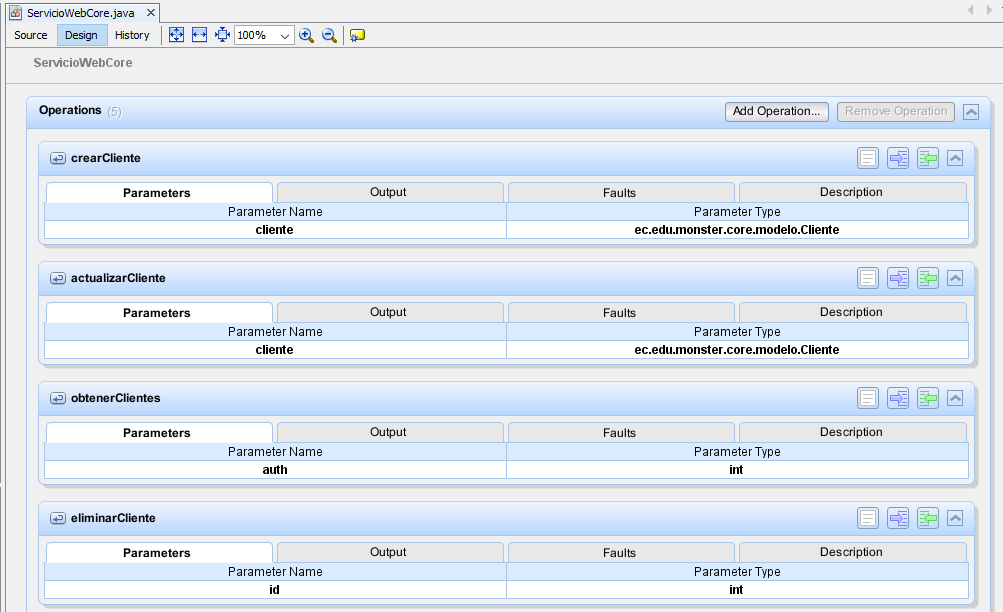 ServicioWebCore.java
Source Design History 100%
ServicioWebCore
Operations (5) Add Operation... Remove Operation
crearCliente
Parameters Output Faults Description
Parameter Name Parameter Type
cliente ec.edu.monster.core.modelo.Cliente
actualizarCliente
Parameters Output Faults Description
Parameter Name Parameter Type
cliente ec.edu.monster.core.modelo.Cliente
obtenerClientes
Parameters Output Faults Description
Parameter Name Parameter Type
auth int
eliminarCliente
Parameters Output Faults Description
Parameter Name Parameter Type
id int